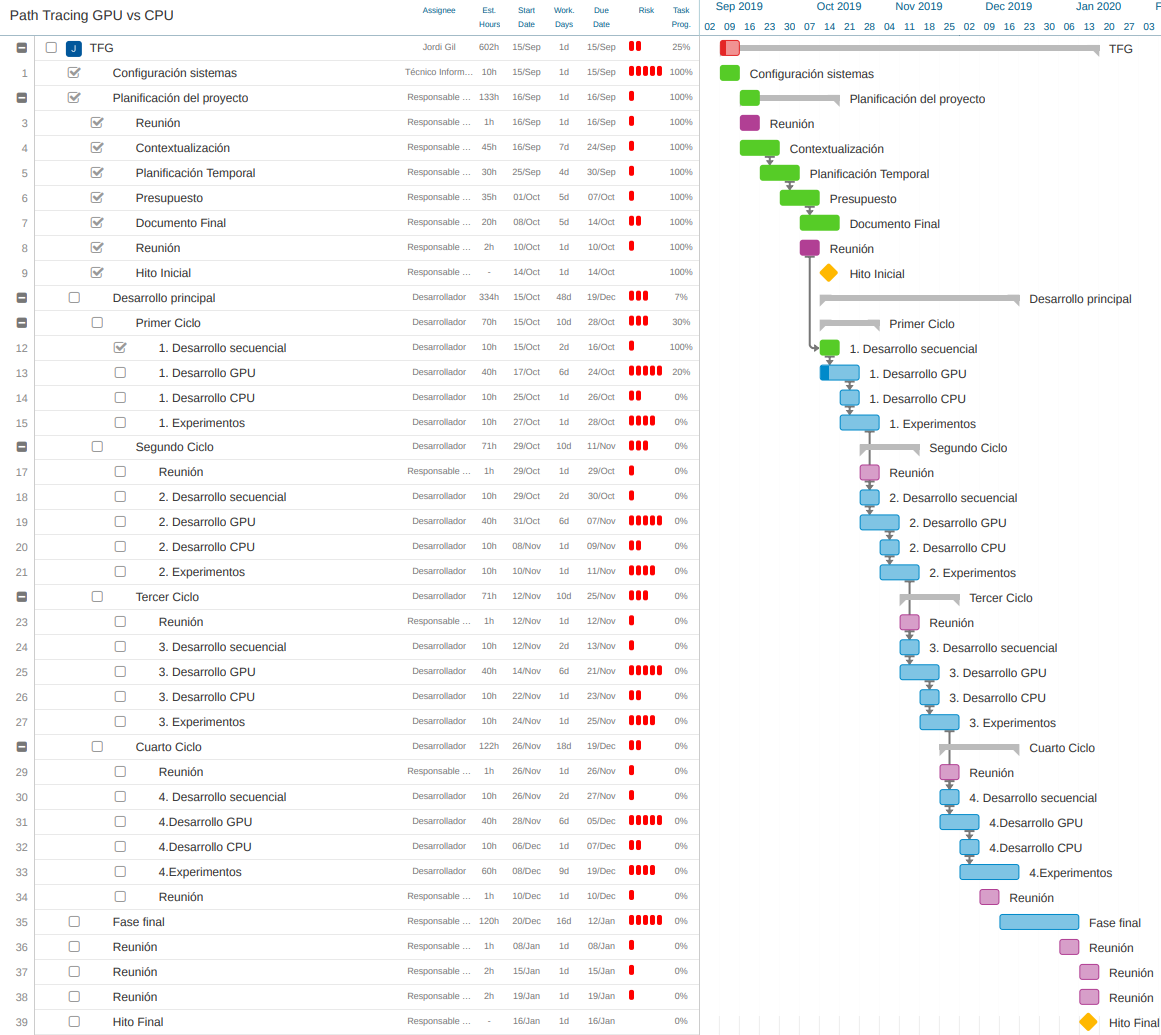 Path Tracing GPU vs CPU
Assignee Est. Hours Start Date Work. Days Due Date Risk Task Prog.
Sep 2019 Oct 2019 Nov 2019 Dec 2019 Jan 2020 F
02 09 16 23 30 07 14 21 28 04 11 18 25 02 09 16 23 30 06 13 20 27 03
J TFG Jordi Gil 602h 15/Sep 1d 15/Sep 25% TFG
1 Configuración sistemas Técnico Inform... 10h 15/Sep 1d 15/Sep 100% Configuración sistemas
Planificación del proyecto Responsable ... 133h 16/Sep 1d 16/Sep 100% Planificación del proyecto
3 Reunión Responsable ... 1h 16/Sep 1d 16/Sep 100% Reunión
4 Contextualización Responsable ... 45h 16/Sep 7d 24/Sep 100% Contextualización
5 Planificación Temporal Responsable ... 30h 25/Sep 4d 30/Sep 100% Planificación Temporal
6 Presupuesto Responsable ... 35h 01/Oct 5d 07/Oct 100% Presupuesto
7 Documento Final Responsable ... 20h 08/Oct 5d 14/Oct 100% Documento Final
8 Reunión Responsable ... 2h 10/Oct 1d 10/Oct 100% Reunión
9 Hito Inicial Responsable ... - 14/Oct 1d 14/Oct 100% Hito Inicial
Desarrollo principal Desarrollador 334h 15/Oct 48d 19/Dec 7% Desarrollo principal
Primer Ciclo Desarrollador 70h 15/Oct 10d 28/Oct 30% Primer Ciclo
12 1. Desarrollo secuencial Desarrollador 10h 15/Oct 2d 16/Oct 100% 1. Desarrollo secuencial
13 1. Desarrollo GPU Desarrollador 40h 17/Oct 6d 24/Oct 20% 1. Desarrollo GPU
14 1. Desarrollo CPU Desarrollador 10h 25/Oct 1d 26/Oct 0% 1. Desarrollo CPU
15 1. Experimentos Desarrollador 10h 27/Oct 1d 28/Oct 0% 1. Experimentos
Segundo Ciclo Desarrollador 71h 29/Oct 10d 11/Nov 0% Segundo Ciclo
17 Reunión Responsable ... 1h 29/Oct 1d 29/Oct 0% Reunión
18 2. Desarrollo secuencial Desarrollador 10h 29/Oct 2d 30/Oct 0% 2. Desarrollo secuencial
19 2. Desarrollo GPU Desarrollador 40h 31/Oct 6d 07/Nov 0% 2. Desarrollo GPU
20 2. Desarrollo CPU Desarrollador 10h 08/Nov 1d 09/Nov 0% 2. Desarrollo CPU
21 2. Experimentos Desarrollador 10h 10/Nov 1d 11/Nov 0% 2. Experimentos
Tercer Ciclo Desarrollador 71h 12/Nov 10d 25/Nov 0% Tercer Ciclo
23 Reunión Responsable ... 1h 12/Nov 1d 12/Nov 0% Reunión
24 3. Desarrollo secuencial Desarrollador 10h 12/Nov 2d 13/Nov 0% 3. Desarrollo secuencial
25 3. Desarrollo GPU Desarrollador 40h 14/Nov 6d 21/Nov 0% 3. Desarrollo GPU
26 3. Desarrollo CPU Desarrollador 10h 22/Nov 1d 23/Nov 0% 3. Desarrollo CPU
27 3. Experimentos Desarrollador 10h 24/Nov 1d 25/Nov 0% 3. Experimentos
Cuarto Ciclo Desarrollador 122h 26/Nov 18d 19/Dec 0% Cuarto Ciclo
29 Reunión Responsable ... 1h 26/Nov 1d 26/Nov 0% Reunión
30 4. Desarrollo secuencial Desarrollador 10h 26/Nov 2d 27/Nov 0% 4. Desarrollo secuencial
31 4.Desarrollo GPU Desarrollador 40h 28/Nov 6d 05/Dec 0% 4.Desarrollo GPU
32 4.Desarrollo CPU Desarrollador 10h 06/Dec 1d 07/Dec 0% 4.Desarrollo CPU
33 4.Experimentos Desarrollador 60h 08/Dec 9d 19/Dec 0% 4.Experimentos
34 Reunión Responsable ... 1h 10/Dec 1d 10/Dec 0% Reunión
35 Fase final Responsable ... 120h 20/Dec 16d 12/Jan 0% Fase final
36 Reunión Responsable ... 1h 08/Jan 1d 08/Jan 0% Reunión
37 Reunión Responsable ... 2h 15/Jan 1d 15/Jan 0% Reunión
38 Reunión Responsable ... 2h 19/Jan 1d 19/Jan 0% Reunión
39 Hito Final Responsable ... - 16/Jan 1d 16/Jan 0% Hito Final